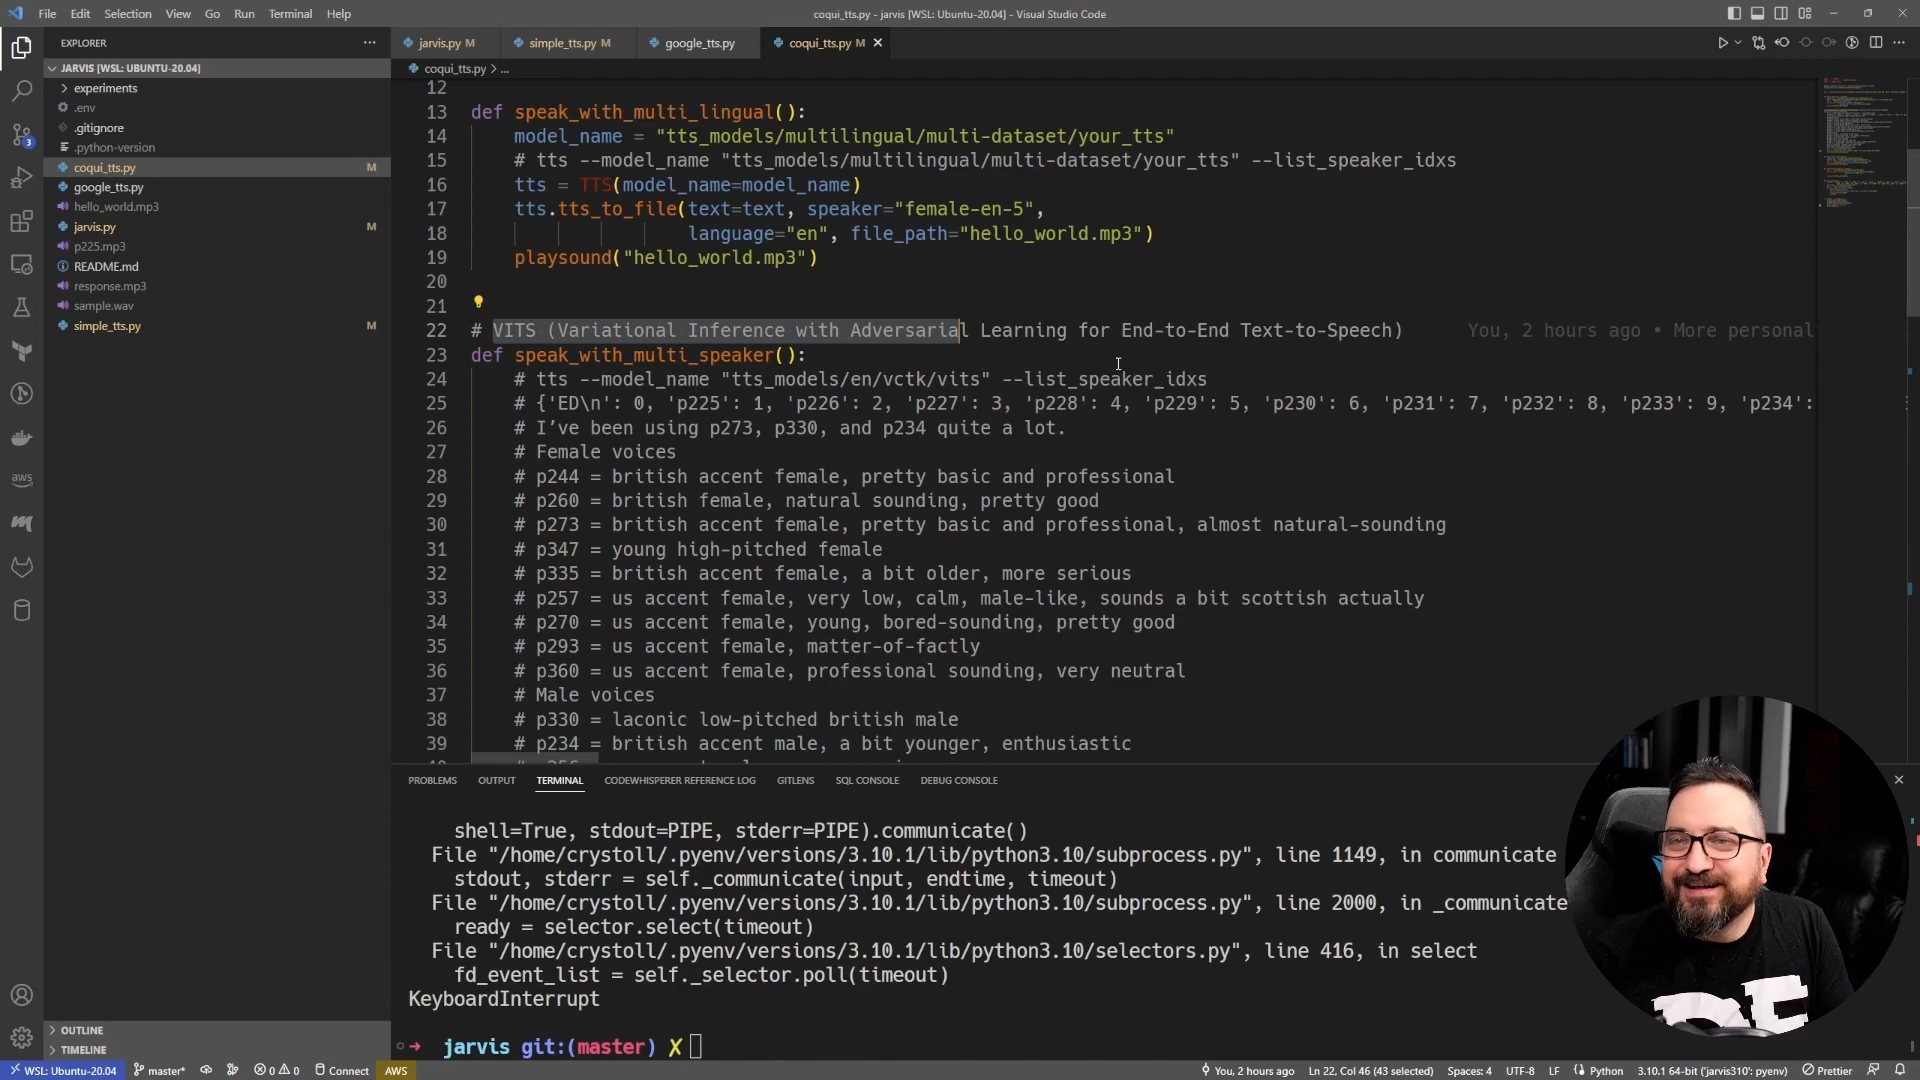 File Edit Selection View Go Run Terminal Help
coqui_tts.py - jarvis [WSL: Ubuntu-20.04] - Visual Studio Code
EXPLORER
jarvis.py M
simple_tts.py M
google_tts.py
coqui_tts.py M
JARVIS [WSL: UBUNTU-20.04]
coqui_tts.py > ...
experiments
.env
.gitignore
.python-version
coqui_tts.py M
google_tts.py
hello_world.mp3
jarvis.py M
p225.mp3
README.md
response.mp3
sample.wav
simple_tts.py M
3
aws
12
13 def speak_with_multi_lingual():
14 model_name = "tts_models/multilingual/multi-dataset/your_tts"
15 # tts --model_name "tts_models/multilingual/multi-dataset/your_tts" --list_speaker_idxs
16 tts = TTS(model_name=model_name)
17 tts.tts_to_file(text=text, speaker="female-en-5",
18 language="en", file_path="hello_world.mp3")
19 playsound("hello_world.mp3")
20
21
22 # VITS (Variational Inference with Adversarial Learning for End-to-End Text-to-Speech) You, 2 hours ago • More personal
23 def speak_with_multi_speaker():
24 # tts --model_name "tts_models/en/vctk/vits" --list_speaker_idxs
25 # {'ED\n': 0, 'p225': 1, 'p226': 2, 'p227': 3, 'p228': 4, 'p229': 5, 'p230': 6, 'p231': 7, 'p232': 8, 'p233': 9, 'p234':
26 # I’ve been using p273, p330, and p234 quite a lot.
27 # Female voices
28 # p244 = british accent female, pretty basic and professional
29 # p260 = british female, natural sounding, pretty good
30 # p273 = british accent female, pretty basic and professional, almost natural-sounding
31 # p347 = young high-pitched female
32 # p335 = british accent female, a bit older, more serious
33 # p257 = us accent female, very low, calm, male-like, sounds a bit scottish actually
34 # p270 = us accent female, young, bored-sounding, pretty good
35 # p293 = us accent female, matter-of-factly
36 # p360 = us accent female, professional sounding, very neutral
37 # Male voices
38 # p330 = laconic low-pitched british male
39 # p234 = british accent male, a bit younger, enthusiastic
PROBLEMS OUTPUT TERMINAL CODEWHISPERER REFERENCE LOG GITLENS SQL CONSOLE DEBUG CONSOLE
shell=True, stdout=PIPE, stderr=PIPE).communicate()
File "/home/crystoll/.pyenv/versions/3.10.1/lib/python3.10/subprocess.py", line 1149, in communicate
stdout, stderr = self._communicate(input, endtime, timeout)
File "/home/crystoll/.pyenv/versions/3.10.1/lib/python3.10/subprocess.py", line 2000, in _communicate
ready = selector.select(timeout)
File "/home/crystoll/.pyenv/versions/3.10.1/lib/python3.10/selectors.py", line 416, in select
fd_event_list = self._selector.poll(timeout)
KeyboardInterrupt
jarvis git:(master) ✗
OUTLINE
TIMELINE
WSL: Ubuntu-20.04 master* 0 0 Connect AWS You, 2 hours ago Ln 22, Col 46 (43 selected) Spaces: 4 UTF-8 LF Python 3.10.1 64-bit ('jarvis310': pyenv) Prettier